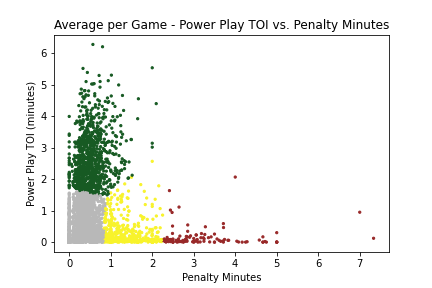 Average per Game - Power Play TOI vs. Penalty Minutes
Power Play TOI (minutes)
6
5
4
3
2
1
0
0 1 2 3 4 5 6 7
Penalty Minutes